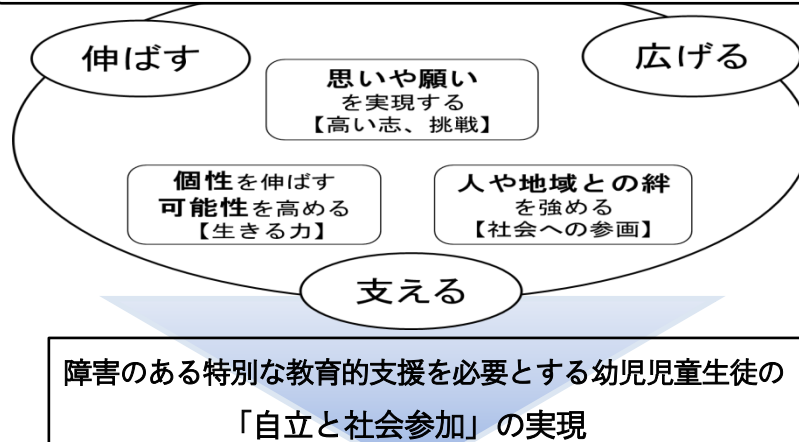 伸ばす
広げる
思いや願い
を実現する
【高い志、挑戦】
個性を伸ばす
可能性を高める
【生きる力】
人や地域との絆
を強める
【社会への参画】
支える
障害のある特別な教育的支援を必要とする幼児児童生徒の
「自立と社会参加」の実現